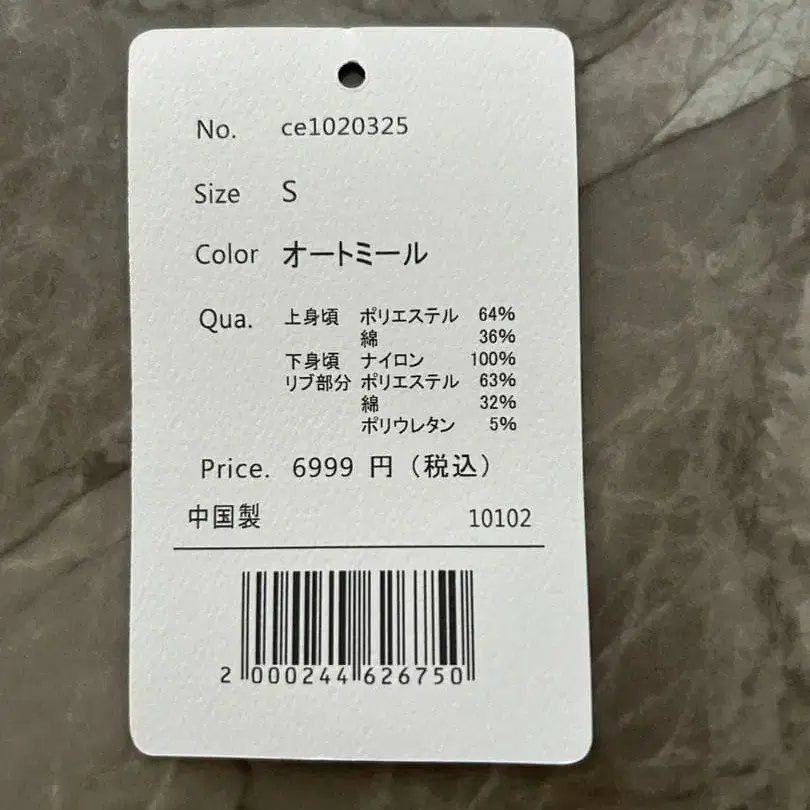 No. ce1020325
Size S
Color オートミール
Qua. 上身頃 ポリエステル 64%
綿 36%
下身頃 ナイロン 100%
リブ部分 ポリエステル 63%
綿 32%
ポリウレタン 5%
Price. 6999 円（税込）
中国製 10102
2 000244 626750